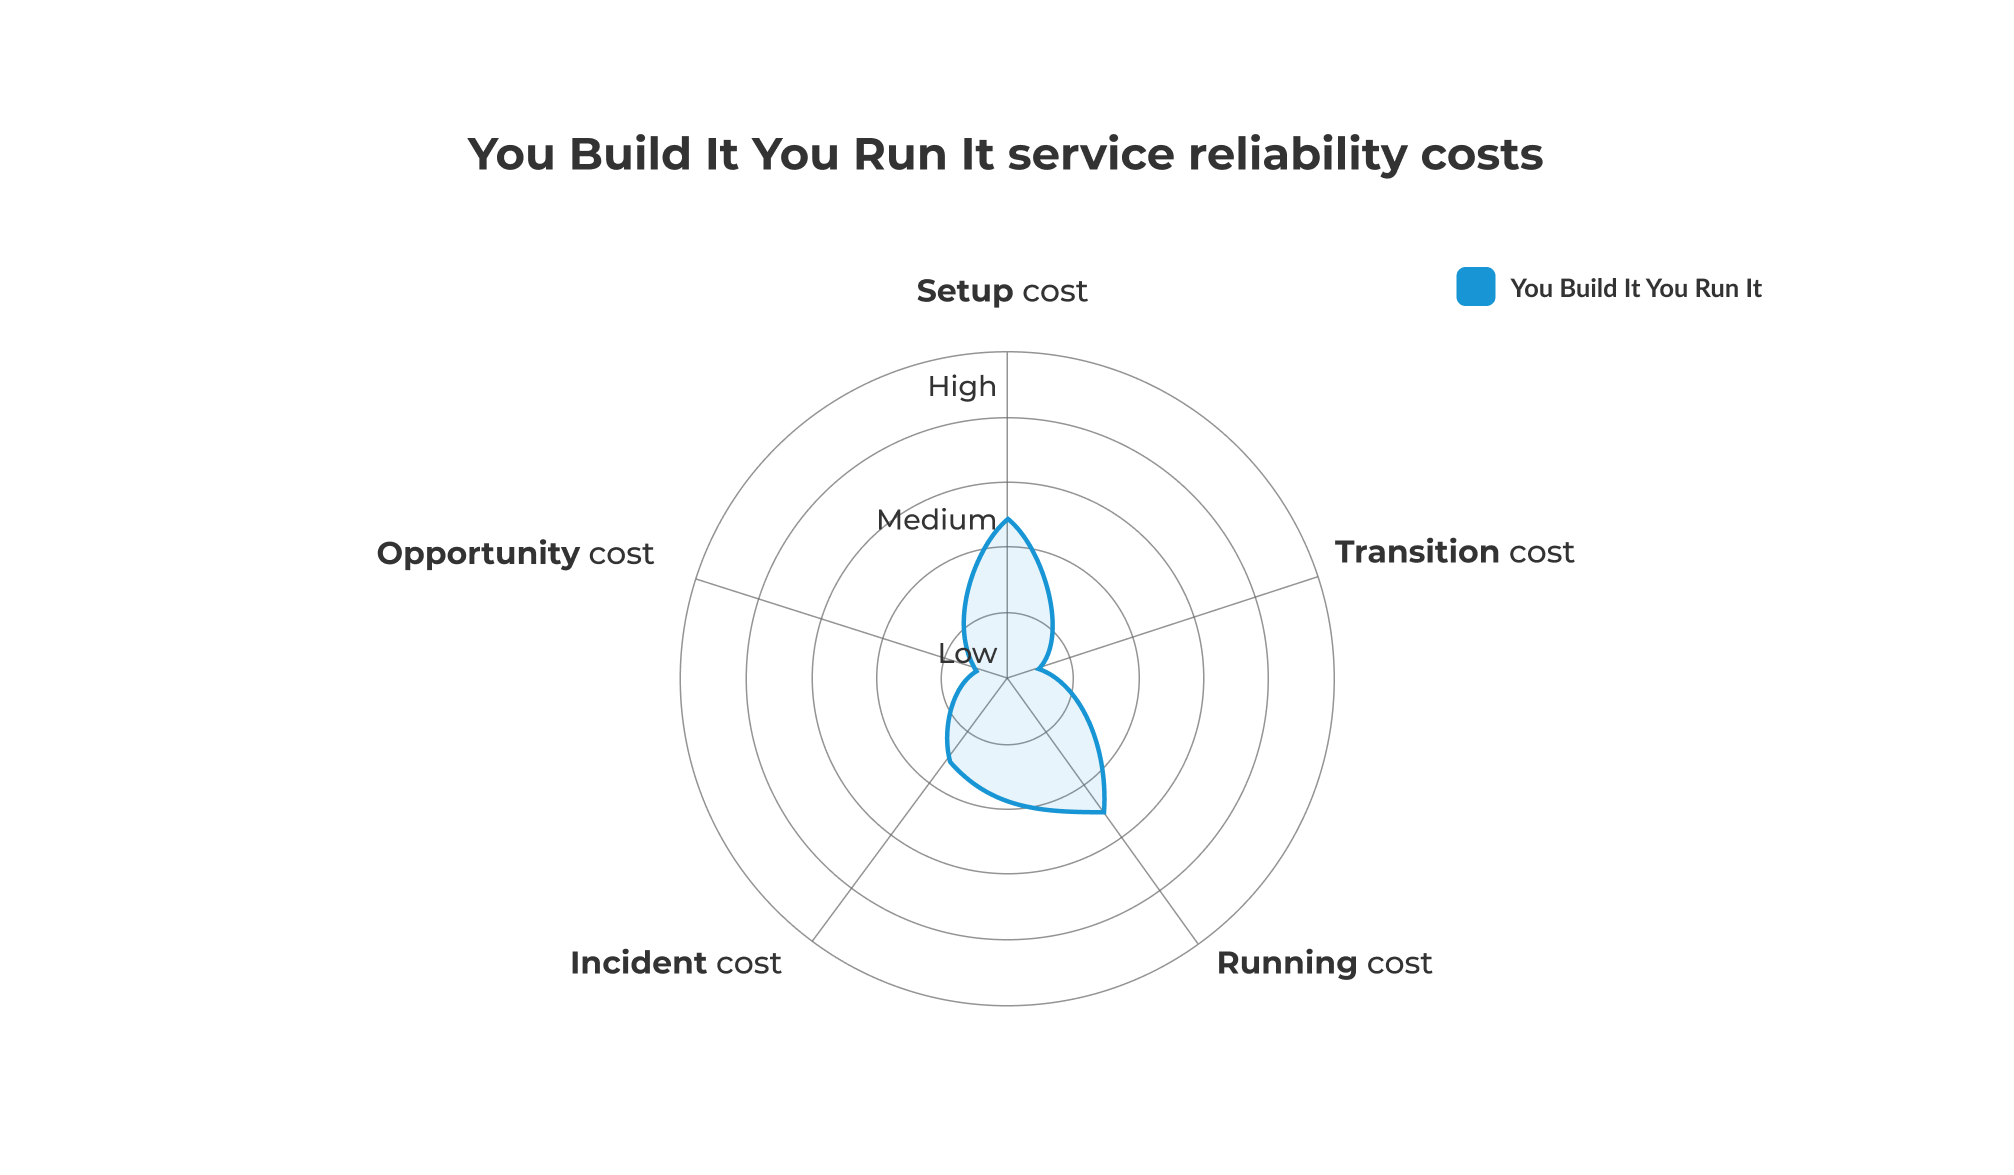 You Build It You Run It service reliability costs
Setup cost
You Build It You Run It
High
Medium
Opportunity cost
Transition cost
Low
Incident cost
Running cost